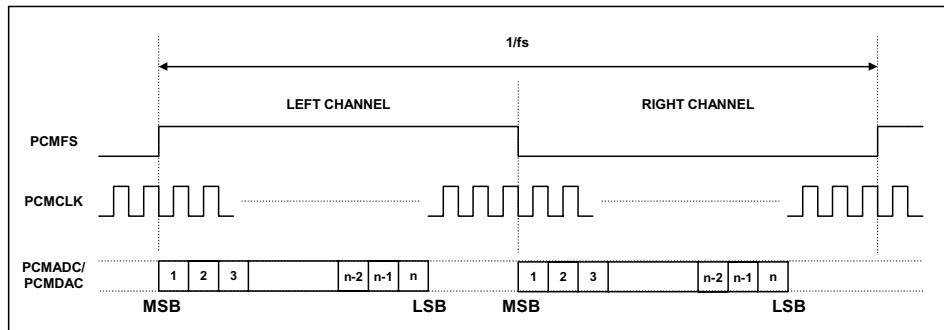 1/fs
LEFT CHANNEL RIGHT CHANNEL
PCMFS
PCMCLK
PCMADC/
PCMDAC
1 2 3 n-2 n-1 n 1 2 3 n-2 n-1 n
MSB LSB MSB LSB